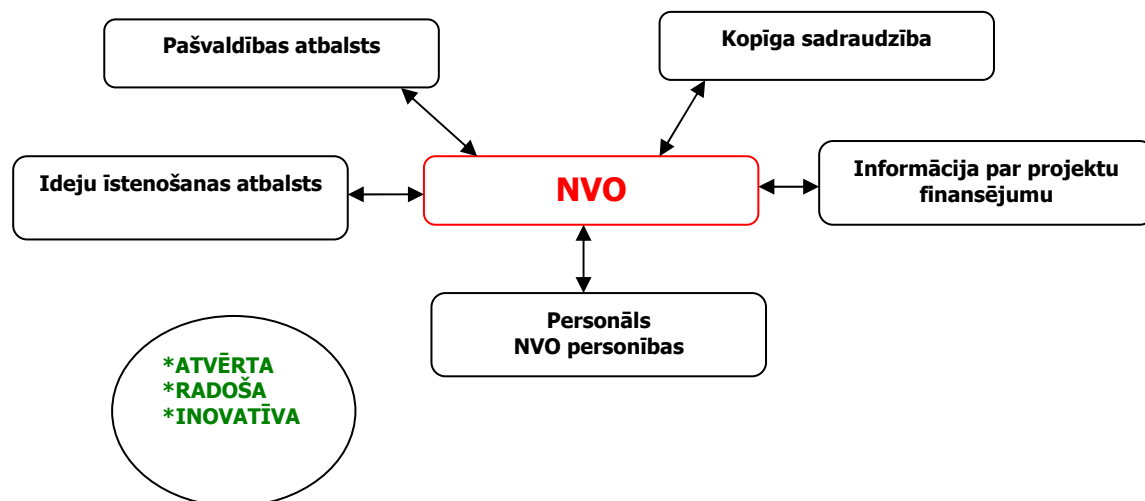 Pašvaldības atbalsts
Kopīga sadraudzība
Ideju īstenošanas atbalsts
NVO
Informācija par projektu
finansējumu
Personāls
NVO personības
*ATVĒRTA
*RADOŠA
*INOVATĪVA